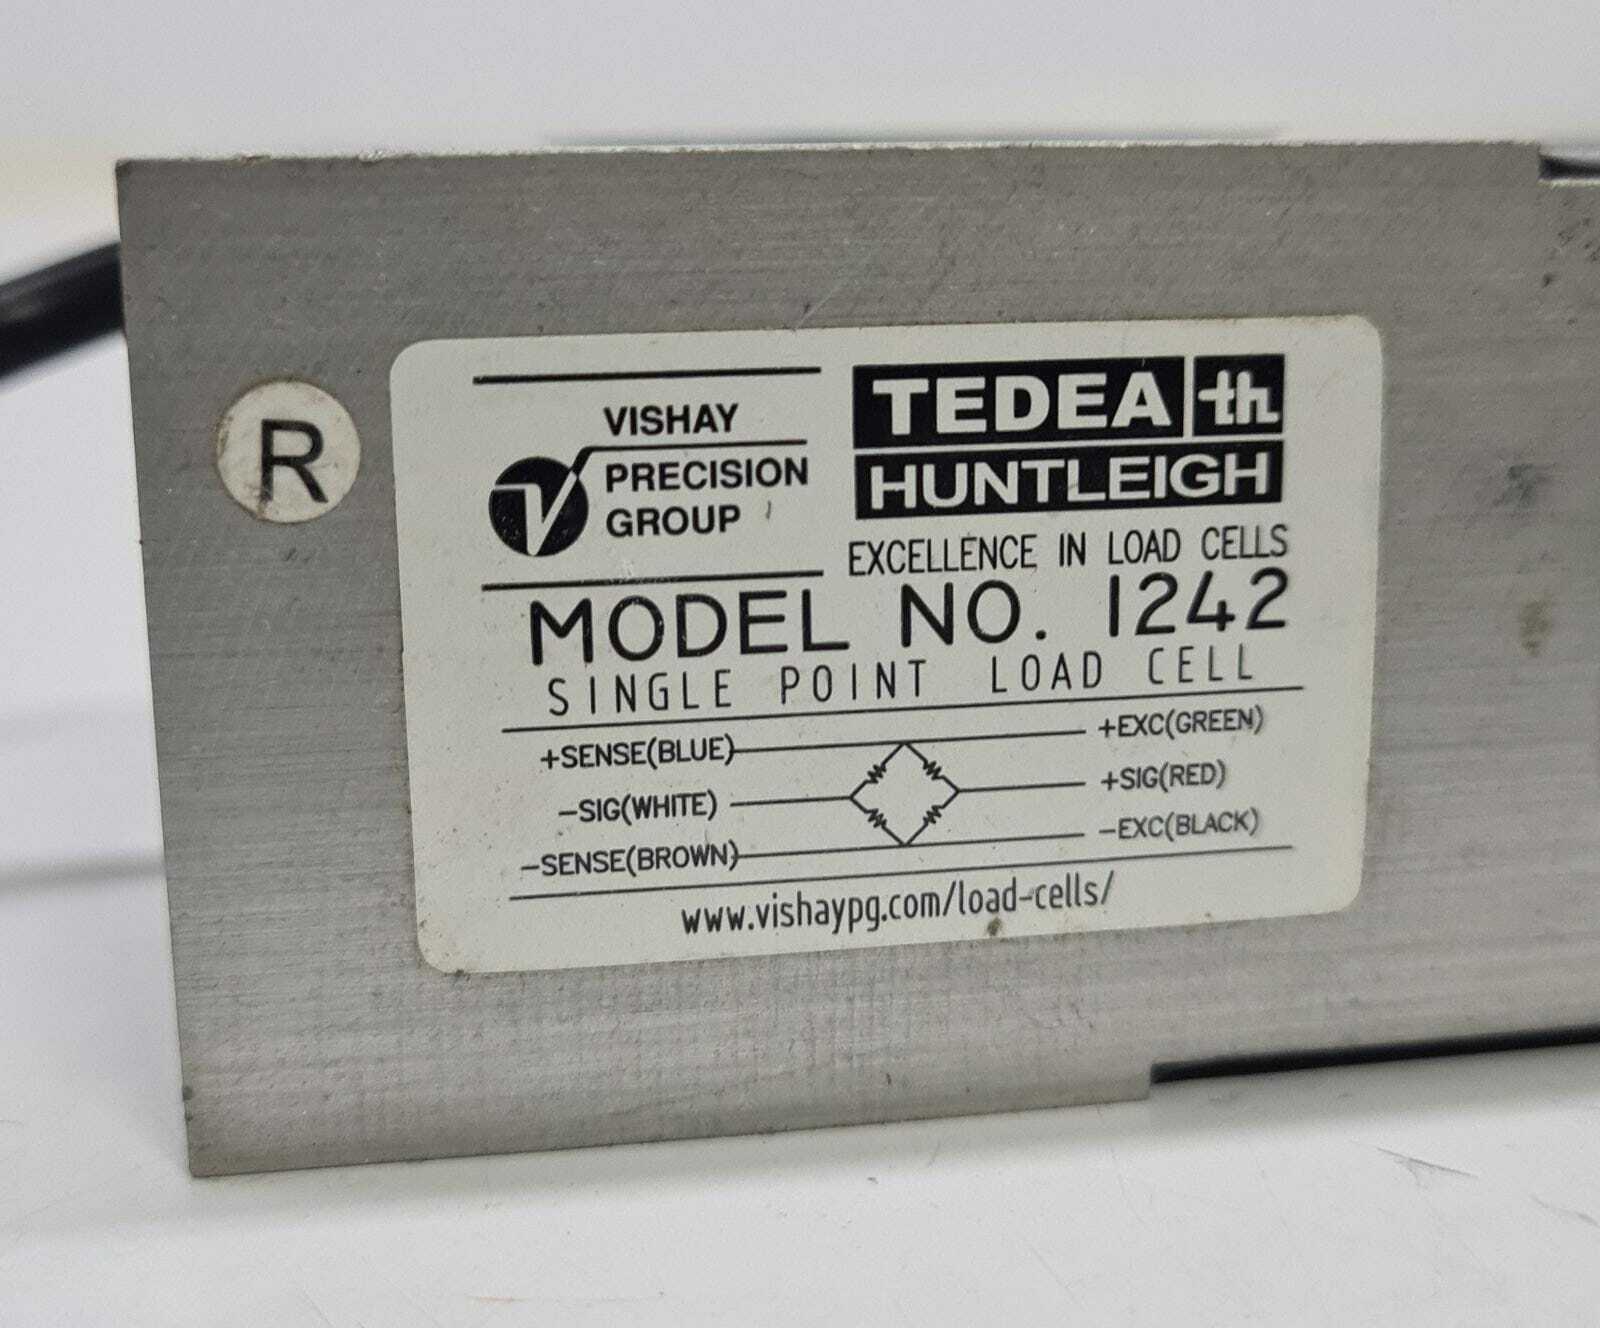 R
VISHAY
PRECISION
GROUP
TEDEA th
HUNTLEIGH
EXCELLENCE IN LOAD CELLS
MODEL NO. 1242
SINGLE POINT LOAD CELL
+SENSE(BLUE) +EXC(GREEN)
-SIG(WHITE) +SIG(RED)
-SENSE(BROWN) -EXC(BLACK)
www.vishaypg.com/load-cells/